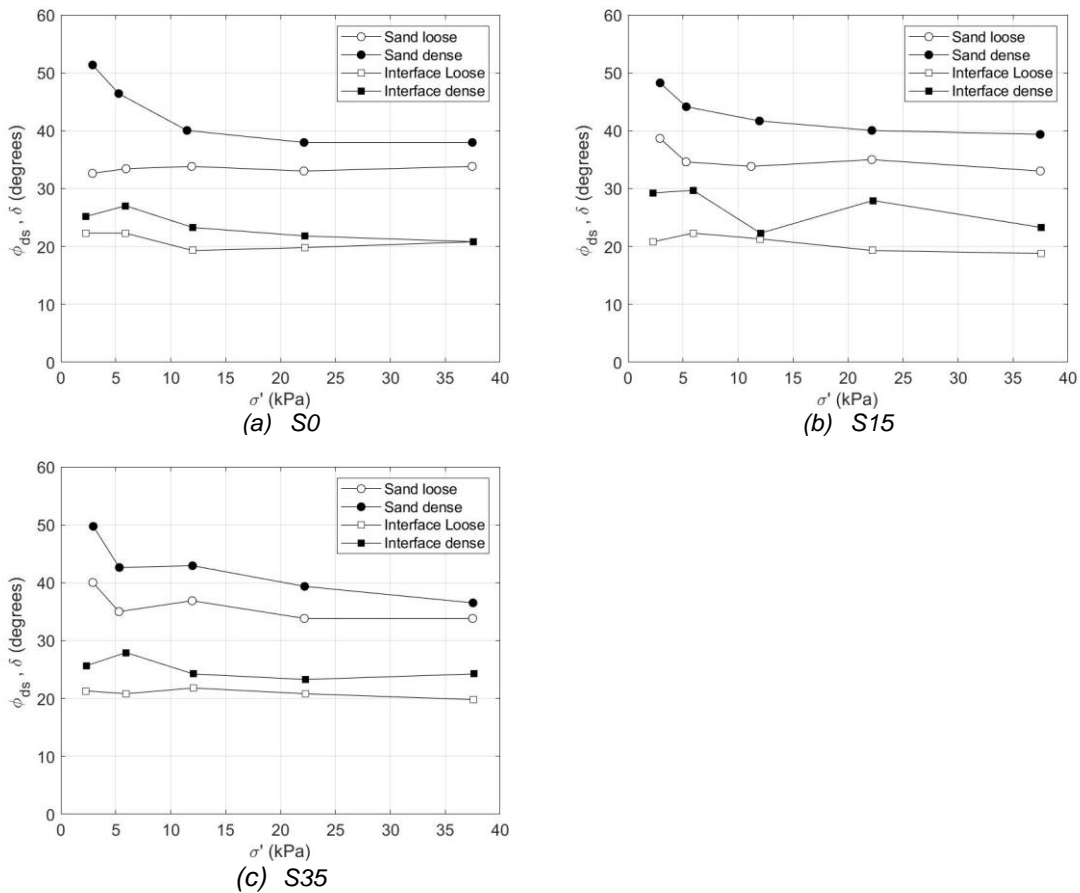 60
50
40
30
20
10
0
ϕds , δ (degrees)
Sand loose
Sand dense
Interface Loose
Interface dense
0 5 10 15 20 25 30 35 40
σ' (kPa)
(a) S0
60
50
40
30
20
10
0
ϕds , δ (degrees)
Sand loose
Sand dense
Interface Loose
Interface dense
0 5 10 15 20 25 30 35 40
σ' (kPa)
(b) S15
60
50
40
30
20
10
0
ϕds , δ (degrees)
Sand loose
Sand dense
Interface Loose
Interface dense
0 5 10 15 20 25 30 35 40
σ' (kPa)
(c) S35